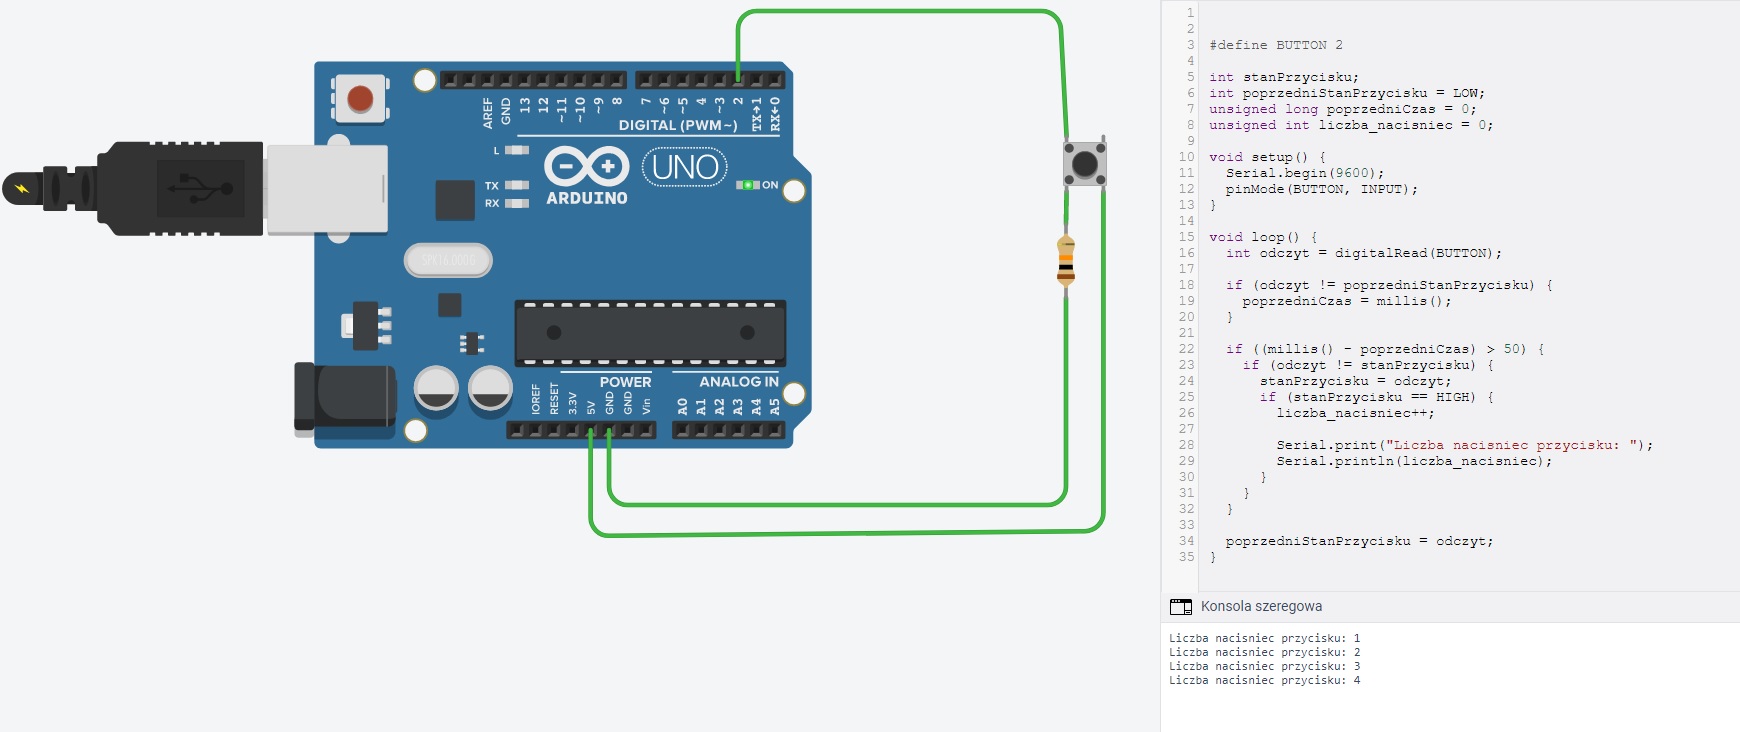 AREF
GND
13
12
~11
~10
~9
8
7
~6
~5
4
~3
2
TX→1
RX←0
DIGITAL (PWM~)
L
TX
RX
ARDUINO
UNO
ON
SPK16.000G
POWER
ANALOG IN
IOREF
RESET
3.3V
5V
GND
GND
Vin
A0
A1
A2
A3
A4
A5
1
2
3 #define BUTTON 2
4
5 int stanPrzycisku;
6 int poprzedniStanPrzycisku = LOW;
7 unsigned long poprzedniCzas = 0;
8 unsigned int liczba_nacisniec = 0;
9
10 void setup() {
11 Serial.begin(9600);
12 pinMode(BUTTON, INPUT);
13 }
14
15 void loop() {
16 int odczyt = digitalRead(BUTTON);
17
18 if (odczyt != poprzedniStanPrzycisku) {
19 poprzedniCzas = millis();
20 }
21
22 if ((millis() - poprzedniCzas) > 50) {
23 if (odczyt != stanPrzycisku) {
24 stanPrzycisku = odczyt;
25 if (stanPrzycisku == HIGH) {
26 liczba_nacisniec++;
27
28 Serial.print("Liczba nacisniec przycisku: ");
29 Serial.println(liczba_nacisniec);
30 }
31 }
32 }
33
34 poprzedniStanPrzycisku = odczyt;
35 }
Konsola szeregowa
Liczba nacisniec przycisku: 1
Liczba nacisniec przycisku: 2
Liczba nacisniec przycisku: 3
Liczba nacisniec przycisku: 4